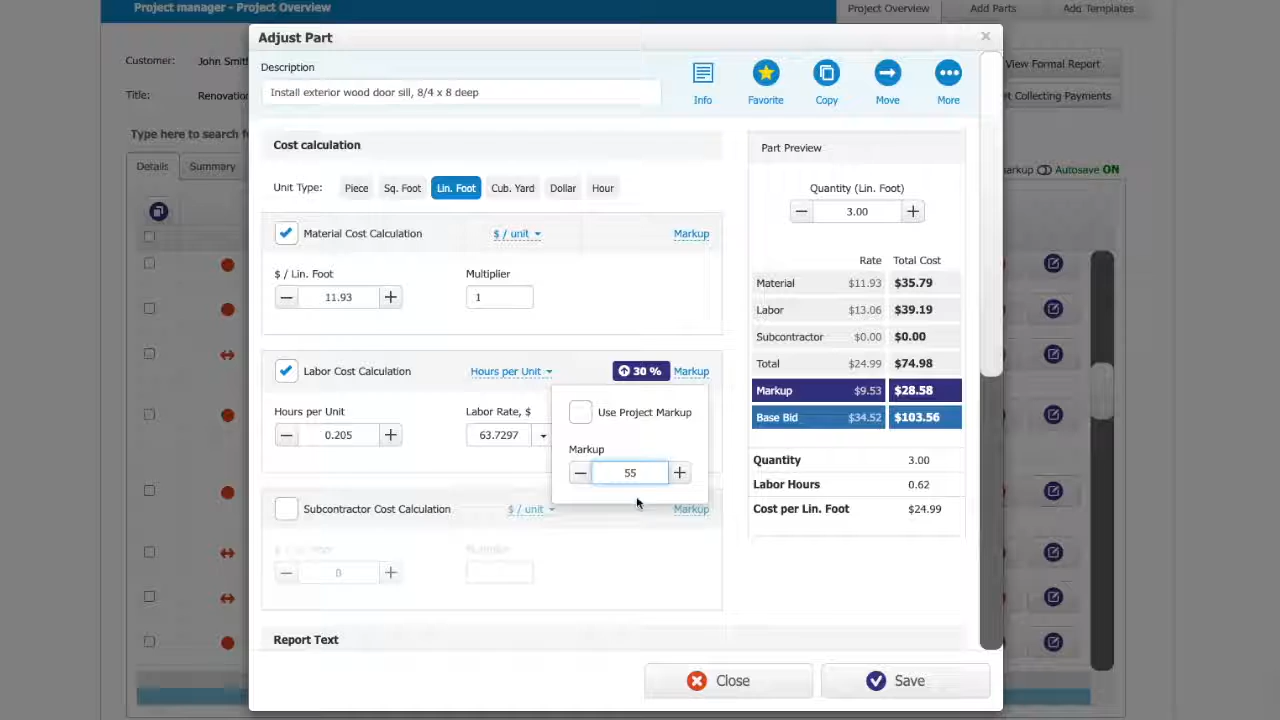 Project manager - Project Overview
Project Overview
Add Parts
Add Templates
Adjust Part
Customer:
John Smith
View Formal Report
Title:
Renovation
Collecting Payments
Description
Install exterior wood door sill, 8/4 x 8 deep
Info
Favorite
Copy
Move
More
Type here to search
Details
Summary
Autosave ON
Cost calculation
Unit Type:
Piece
Sq. Foot
Lin. Foot
Cub. Yard
Dollar
Hour
Material Cost Calculation
$ / unit
Markup
$ / Lin. Foot
Multiplier
11.93
1
Labor Cost Calculation
Hours per Unit
30 %
Markup
Hours per Unit
Labor Rate, $
0.205
63.7297
Use Project Markup
Markup
55
Subcontractor Cost Calculation
$ / unit
Markup
0
Report Text
Part Preview
Quantity (Lin. Foot)
3.00
Rate Total Cost
Material $11.93 $35.79
Labor $13.06 $39.19
Subcontractor $0.00 $0.00
Total $24.99 $74.98
Markup $9.53 $28.58
Base Bid $34.52 $103.56
Quantity 3.00
Labor Hours 0.62
Cost per Lin. Foot $24.99
Close
Save